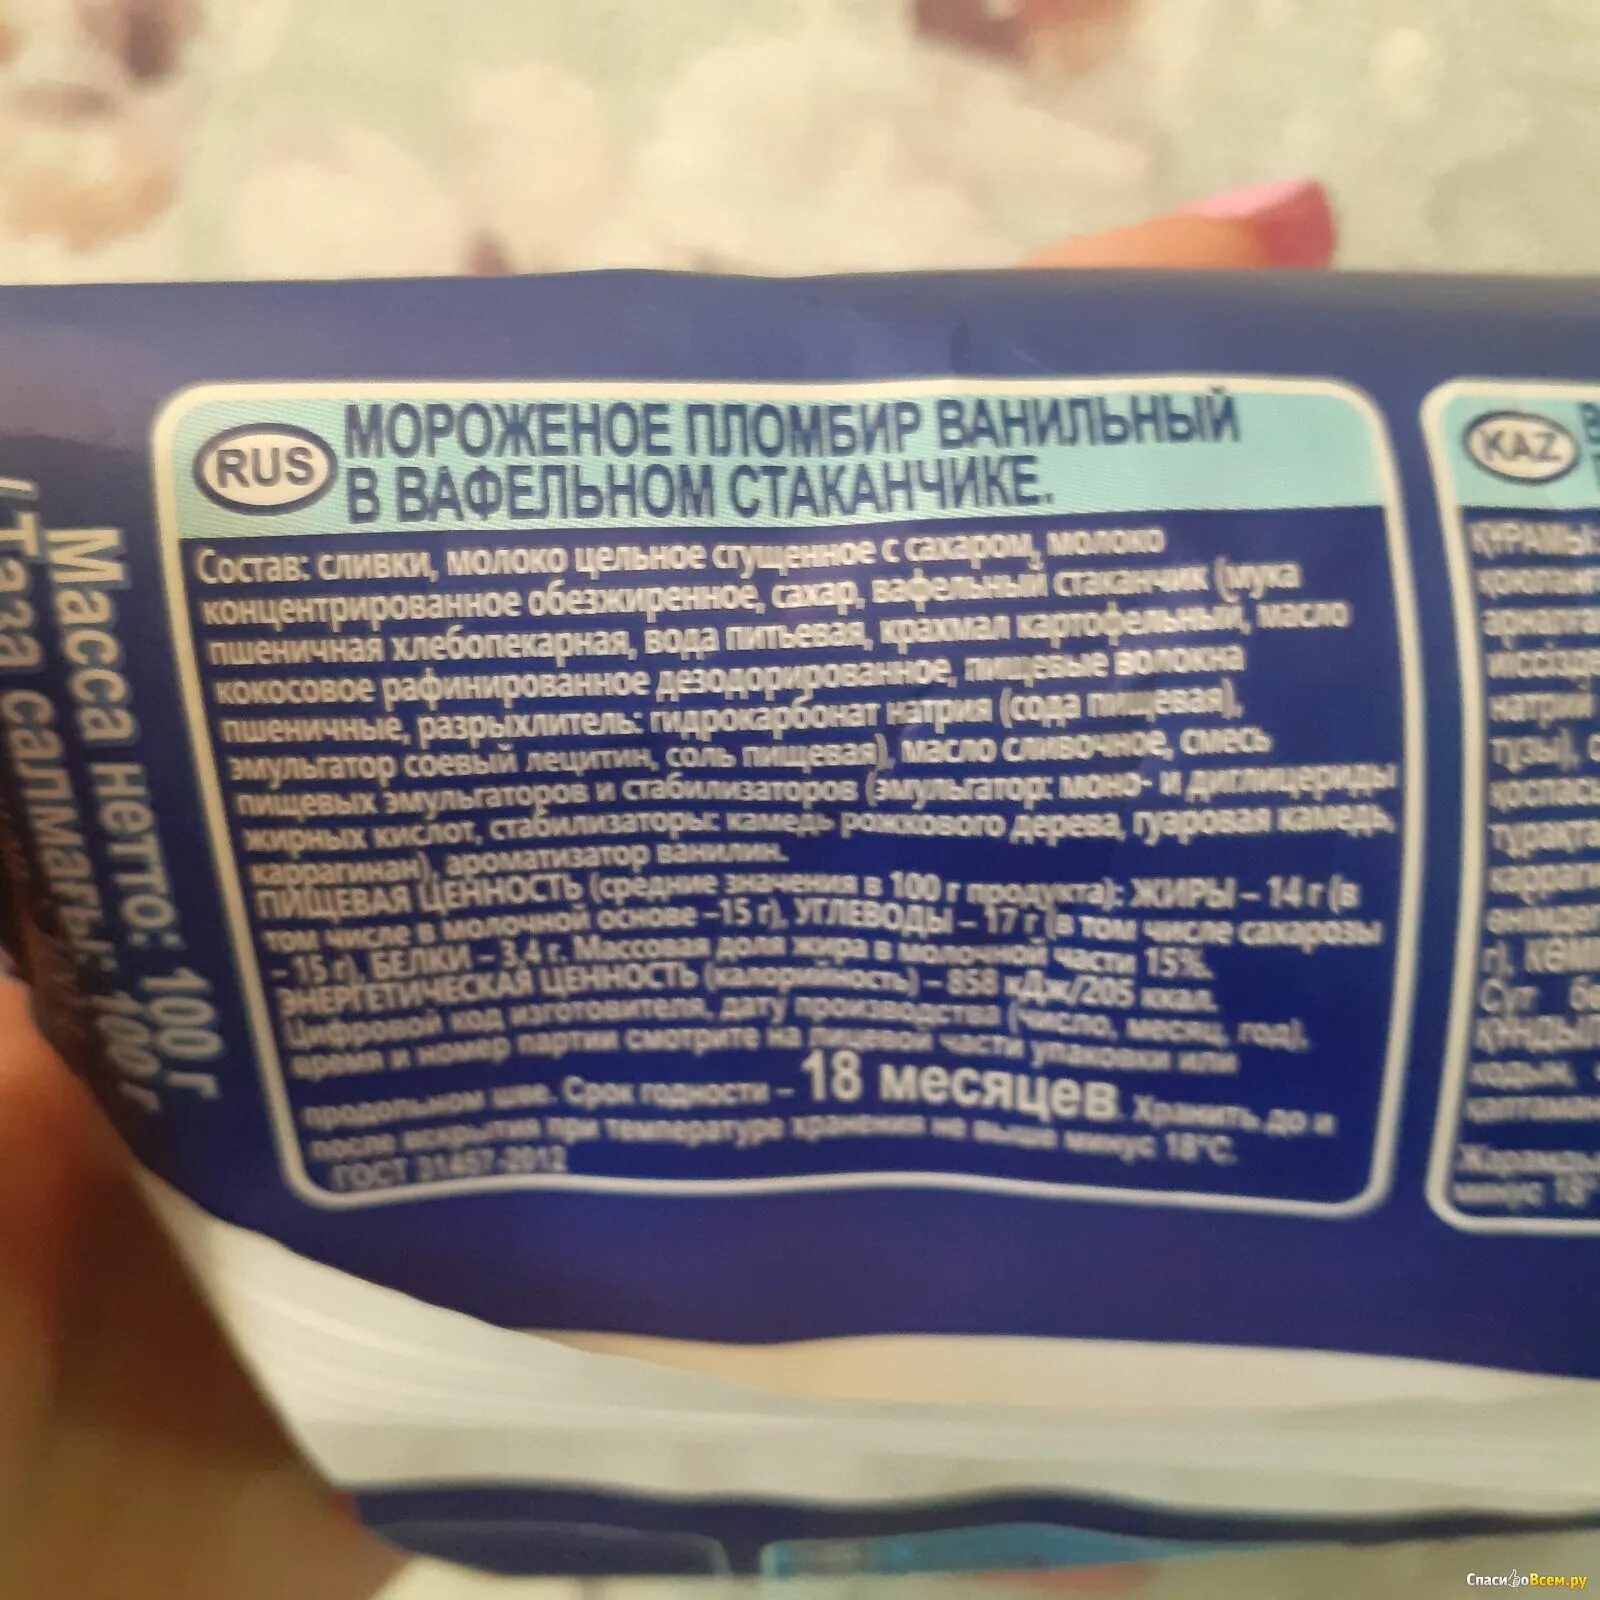 RUS
МОРОЖЕНОЕ ПЛОМБИР ВАНИЛЬНЫЙ
В ВАФЕЛЬНОМ СТАКАНЧИКЕ.
Состав: сливки, молоко цельное сгущенное с сахаром, молоко
концентрированное обезжиренное, сахар, вафельный стаканчик (мука
пшеничная хлебопекарная, вода питьевая, крахмал картофельный, масло
кокосовое рафинированное дезодорированное, пищевые волокна
пшеничные, разрыхлитель: гидрокарбонат натрия (сода пищевая),
эмульгатор соевый лецитин, соль пищевая), масло сливочное, смесь
пищевых эмульгаторов и стабилизаторов (эмульгатор: моно- и диглицериды
жирных кислот, стабилизаторы: камедь рожкового дерева, гуаровая камедь,
каррагинан), ароматизатор ванилин.
ПИЩЕВАЯ ЦЕННОСТЬ (средние значения в 100 г продукта): ЖИРЫ – 14 г (в
том числе в молочной основе –15 г), УГЛЕВОДЫ – 17 г (в том числе сахарозы
– 15 г), БЕЛКИ – 3,4 г. Массовая доля жира в молочной части 15%.
ЭНЕРГЕТИЧЕСКАЯ ЦЕННОСТЬ (калорийность) – 858 кДж/205 ккал.
Цифровой код изготовителя, дату производства (число, месяц, год),
время и номер партии смотрите на лицевой части упаковки или
продольном шве. Срок годности – 18 месяцев. Хранить до и
после вскрытия при температуре хранения не выше минус 18°С.
ГОСТ 31457-2012
Масса нетто: 100 г
/ Таза салмағы: 100 г
KAZ
ҚҰРАМЫ:
натрий
тұзы),
г),
Сүт
минус 18°
СпасибоВсем.ру